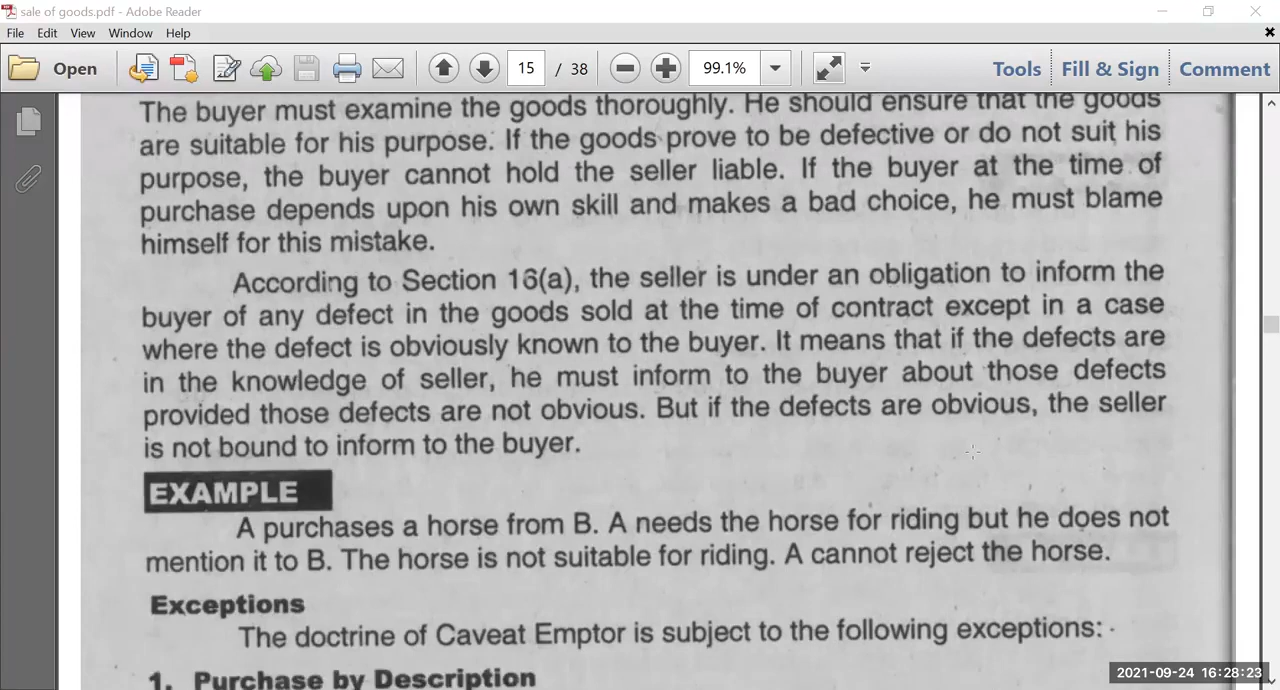 sale of goods.pdf - Adobe Reader
File Edit View Window Help
Open 15 / 38 99.1% Tools Fill & Sign Comment
The buyer must examine the goods thoroughly. He should ensure that the goods
are suitable for his purpose. If the goods prove to be defective or do not suit his
purpose, the buyer cannot hold the seller liable. If the buyer at the time of
purchase depends upon his own skill and makes a bad choice, he must blame
himself for this mistake.
According to Section 16(a), the seller is under an obligation to inform the
buyer of any defect in the goods sold at the time of contract except in a case
where the defect is obviously known to the buyer. It means that if the defects are
in the knowledge of seller, he must inform to the buyer about those defects
provided those defects are not obvious. But if the defects are obvious, the seller
is not bound to inform to the buyer.
EXAMPLE
A purchases a horse from B. A needs the horse for riding but he does not
mention it to B. The horse is not suitable for riding. A cannot reject the horse.
Exceptions
The doctrine of Caveat Emptor is subject to the following exceptions: -
1. Purchase by Description
2021-09-24 16:28:23